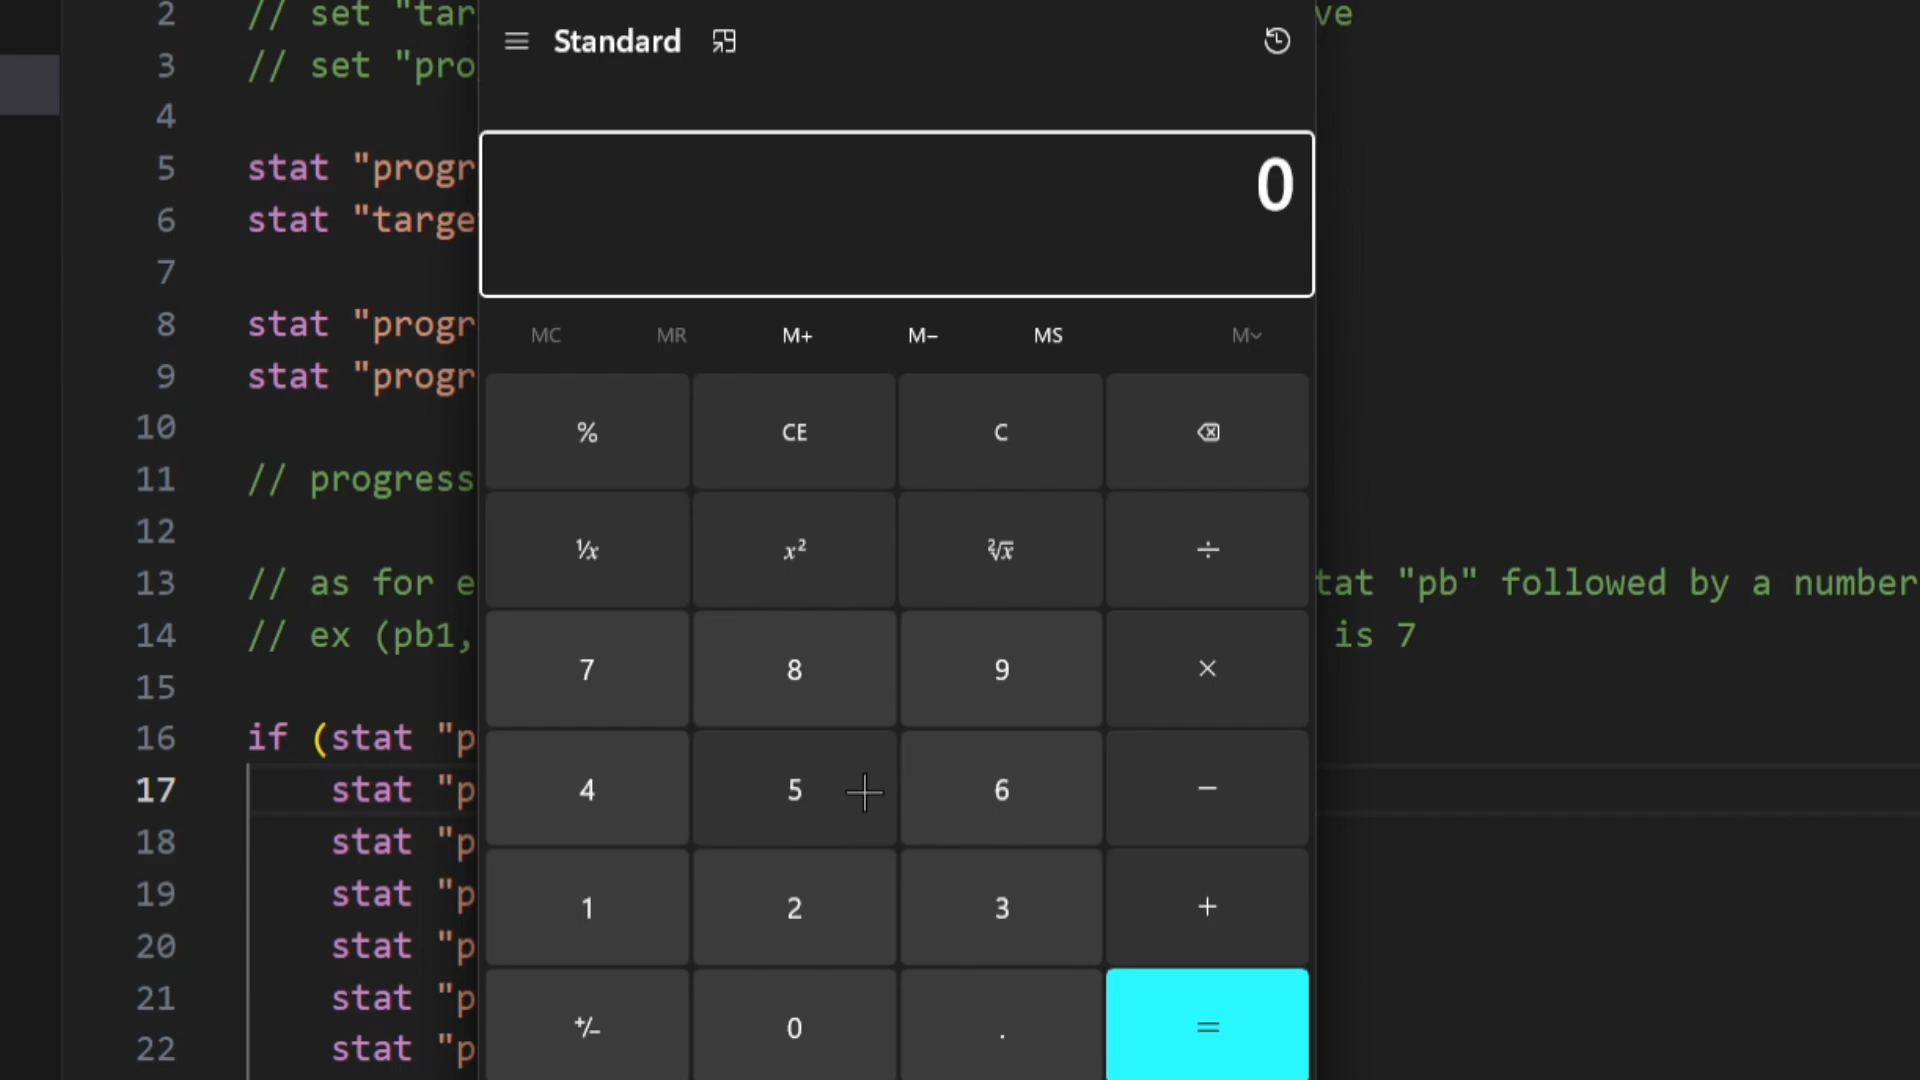 2 // set "tar ve
3 // set "pro
4
5 stat "progr
6 stat "targe
7
8 stat "progr
9 stat "progr
10
11 // progress
12
13 // as for e tat "pb" followed by a number
14 // ex (pb1, is 7
15
16 if (stat "p
17 stat "p
18 stat "p
19 stat "p
20 stat "p
21 stat "p
22 stat "p
Standard
0
MC MR M+ M− MS M
% CE C
⅟x x² ²√x ÷
7 8 9 ×
4 5 6 −
1 2 3 +
+/− 0 . =